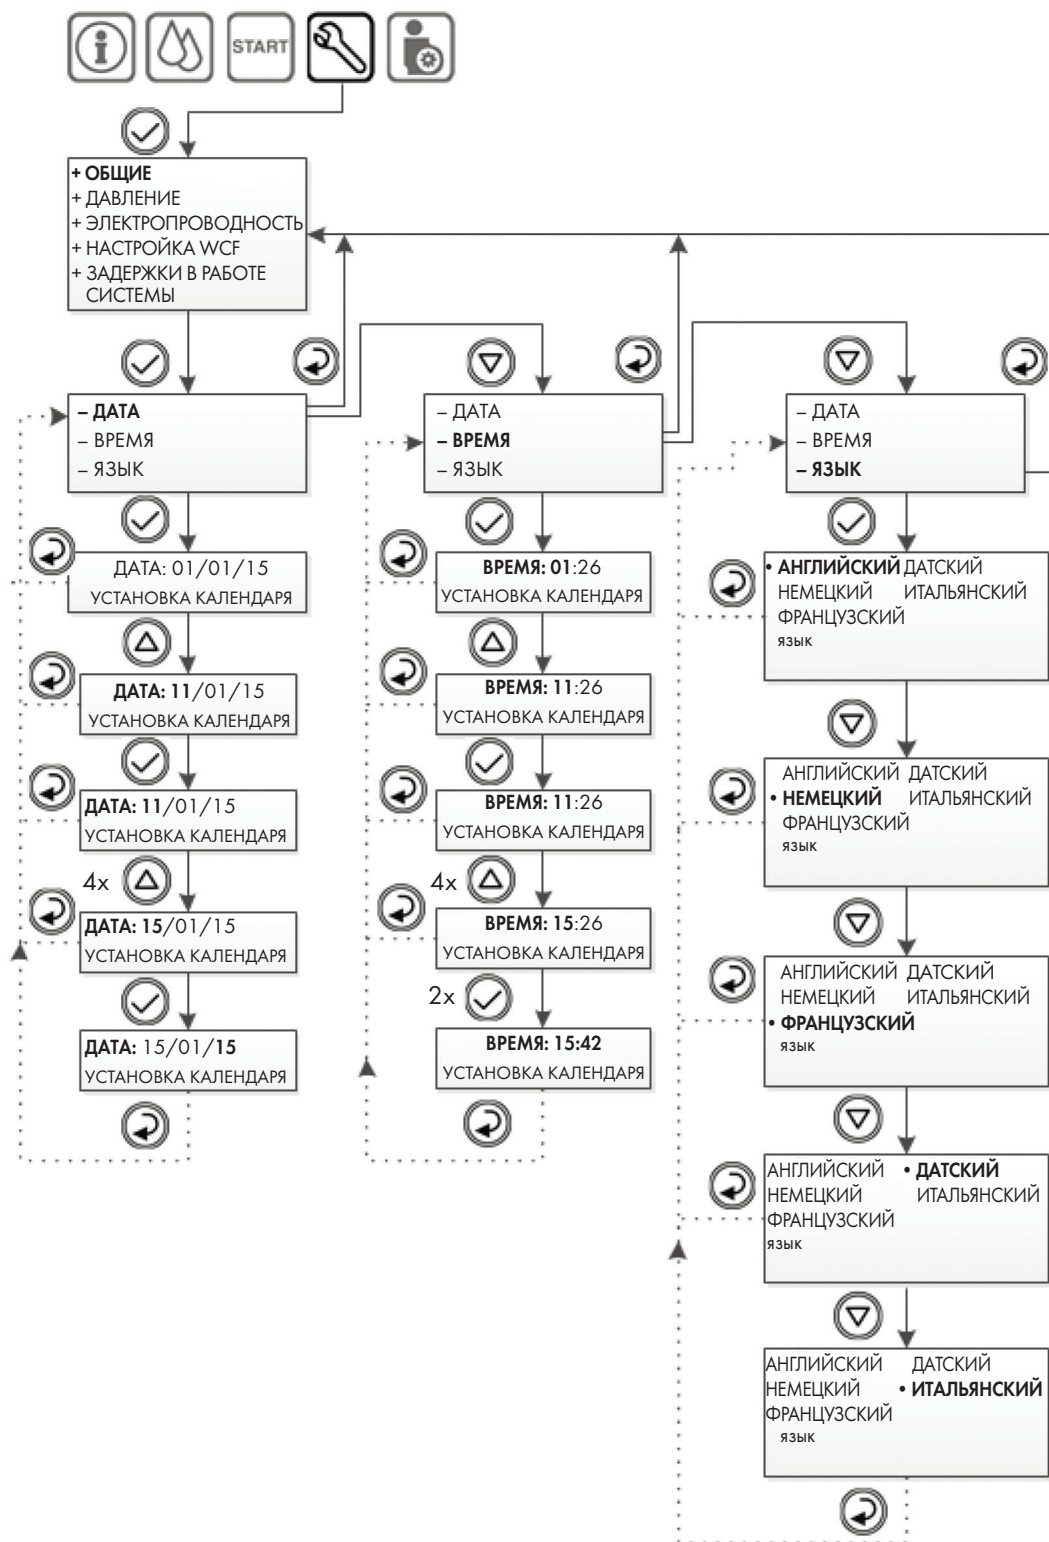 START
+ ОБЩИЕ
+ ДАВЛЕНИЕ
+ ЭЛЕКТРОПРОВОДНОСТЬ
+ НАСТРОЙКА WCF
+ ЗАДЕРЖКИ В РАБОТЕ
СИСТЕМЫ
– ДАТА
– ВРЕМЯ
– ЯЗЫК
ДАТА: 01/01/15
УСТАНОВКА КАЛЕНДАРЯ
ДАТА: 11/01/15
УСТАНОВКА КАЛЕНДАРЯ
ДАТА: 11/01/15
УСТАНОВКА КАЛЕНДАРЯ
4x
ДАТА: 15/01/15
УСТАНОВКА КАЛЕНДАРЯ
ДАТА: 15/01/15
УСТАНОВКА КАЛЕНДАРЯ
– ДАТА
– ВРЕМЯ
– ЯЗЫК
ВРЕМЯ: 01:26
УСТАНОВКА КАЛЕНДАРЯ
ВРЕМЯ: 11:26
УСТАНОВКА КАЛЕНДАРЯ
ВРЕМЯ: 11:26
УСТАНОВКА КАЛЕНДАРЯ
4x
ВРЕМЯ: 15:26
УСТАНОВКА КАЛЕНДАРЯ
2x
ВРЕМЯ: 15:42
УСТАНОВКА КАЛЕНДАРЯ
– ДАТА
– ВРЕМЯ
– ЯЗЫК
• АНГЛИЙСКИЙ ДАТСКИЙ
НЕМЕЦКИЙ ИТАЛЬЯНСКИЙ
ФРАНЦУЗСКИЙ
язык
АНГЛИЙСКИЙ ДАТСКИЙ
• НЕМЕЦКИЙ ИТАЛЬЯНСКИЙ
ФРАНЦУЗСКИЙ
язык
АНГЛИЙСКИЙ ДАТСКИЙ
НЕМЕЦКИЙ ИТАЛЬЯНСКИЙ
• ФРАНЦУЗСКИЙ
язык
АНГЛИЙСКИЙ • ДАТСКИЙ
НЕМЕЦКИЙ ИТАЛЬЯНСКИЙ
ФРАНЦУЗСКИЙ
язык
АНГЛИЙСКИЙ ДАТСКИЙ
НЕМЕЦКИЙ • ИТАЛЬЯНСКИЙ
ФРАНЦУЗСКИЙ
язык